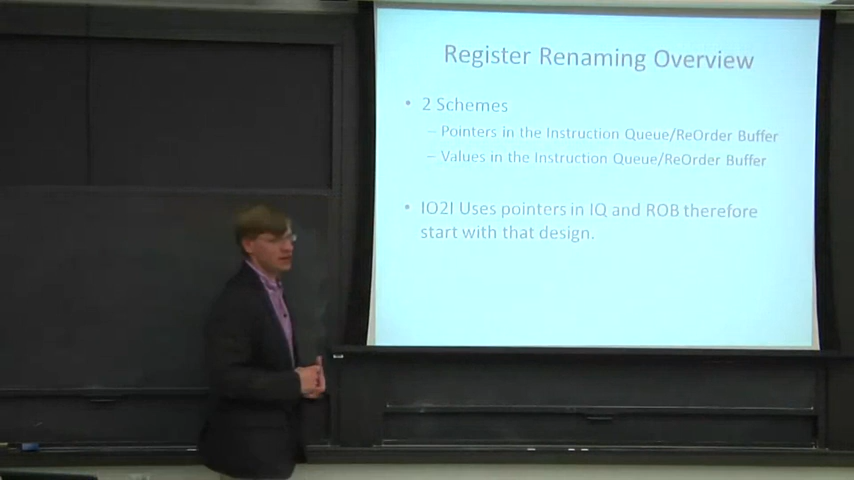 Register Renaming Overview
• 2 Schemes
– Pointers in the Instruction Queue/ReOrder Buffer
– Values in the Instruction Queue/ReOrder Buffer
• IO2I Uses pointers in IQ and ROB therefore
start with that design.